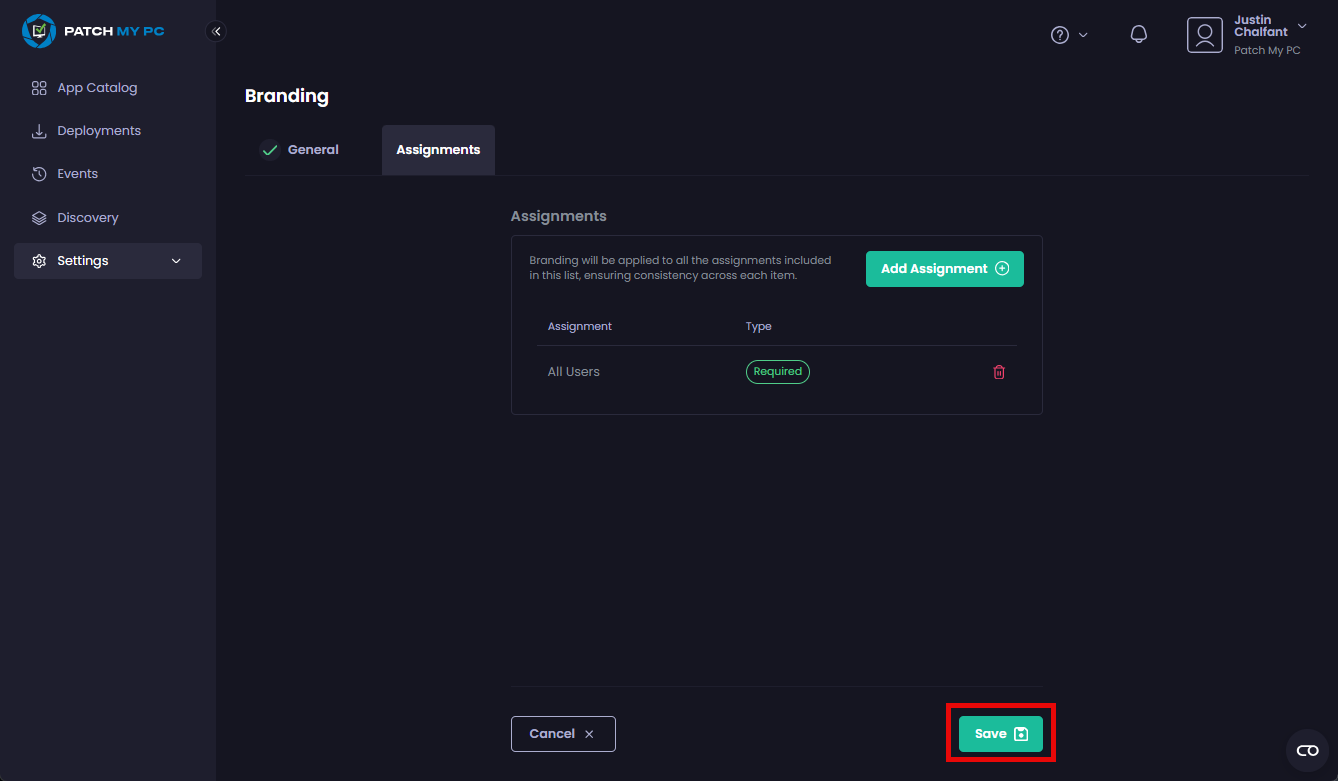 PATCH MY PC
Justin
Chalfant
Patch My PC
App Catalog
Deployments
Events
Discovery
Settings
Branding
General
Assignments
Assignments
Branding will be applied to all the assignments included
in this list, ensuring consistency across each item.
Add Assignment
Assignment Type
All Users Required
Cancel
Save